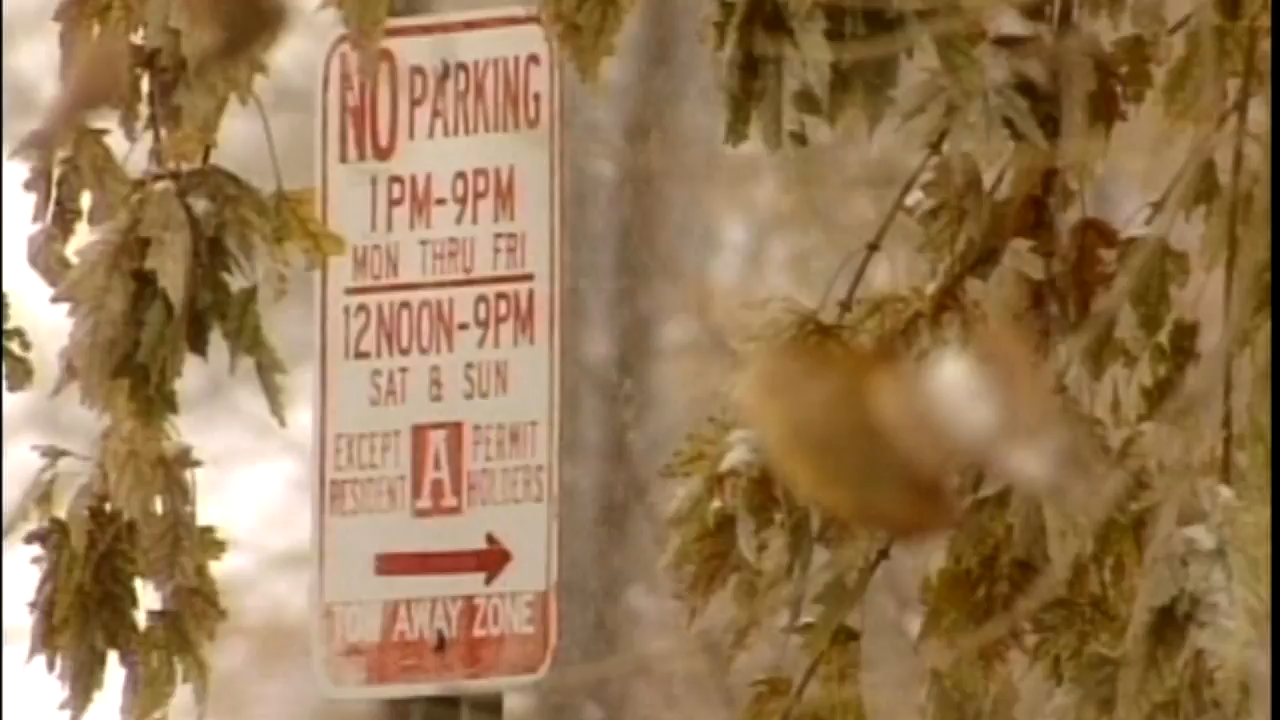 NO PARKING
1PM-9PM
MON THRU FRI
12NOON-9PM
SAT & SUN
EXCEPT A PERMIT
RESIDENT HOLDERS
TOW AWAY ZONE